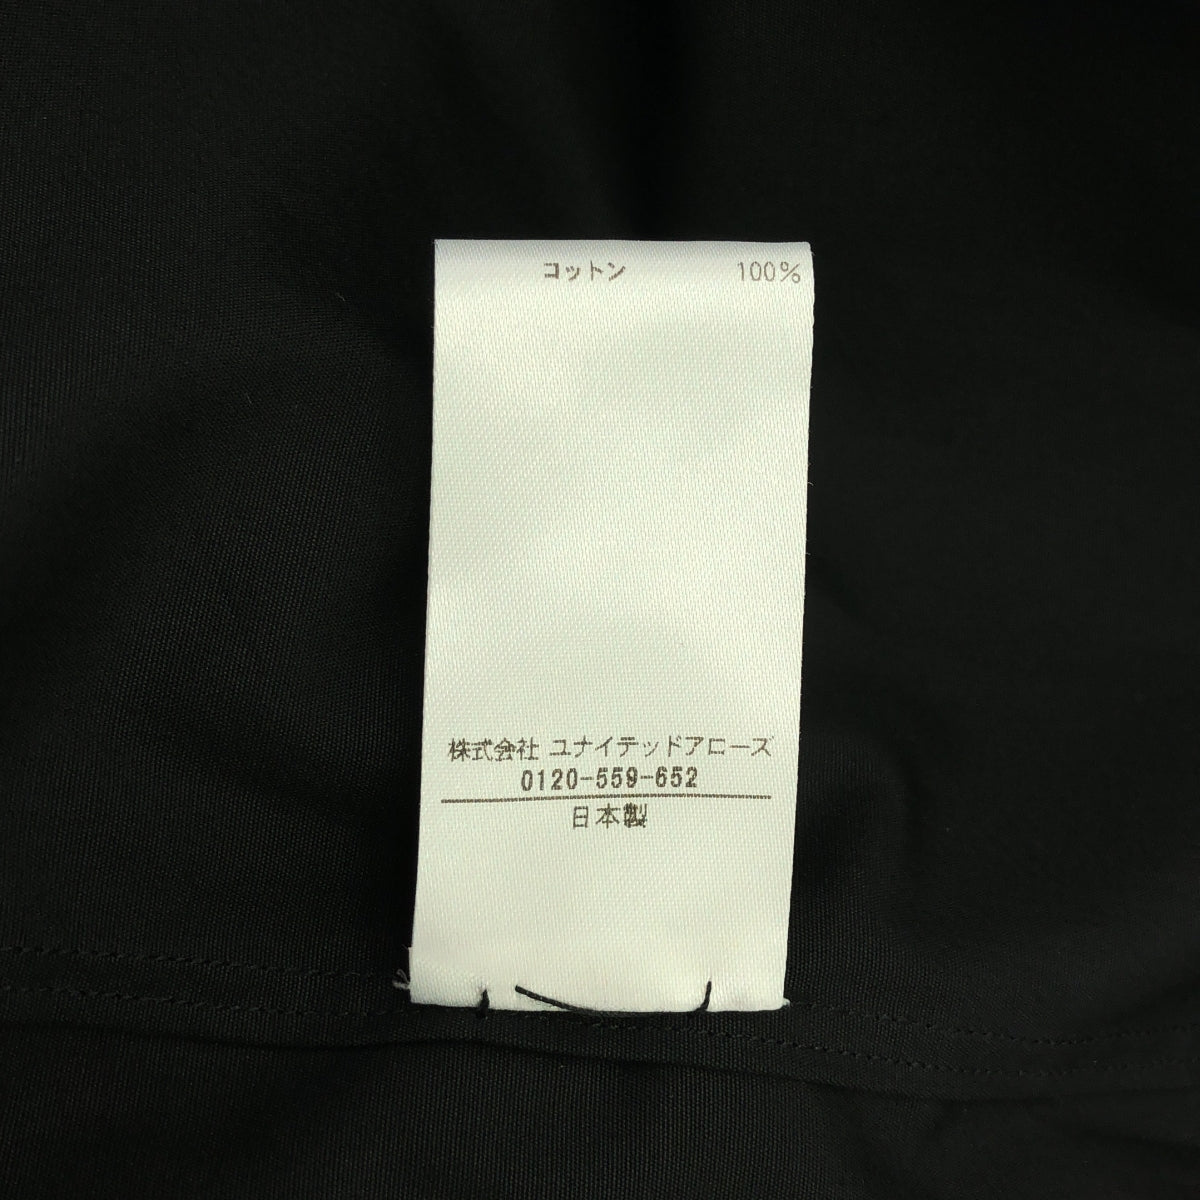 コットン 100%
株式会社 ユナイテッドアローズ
0120-559-652
日本製